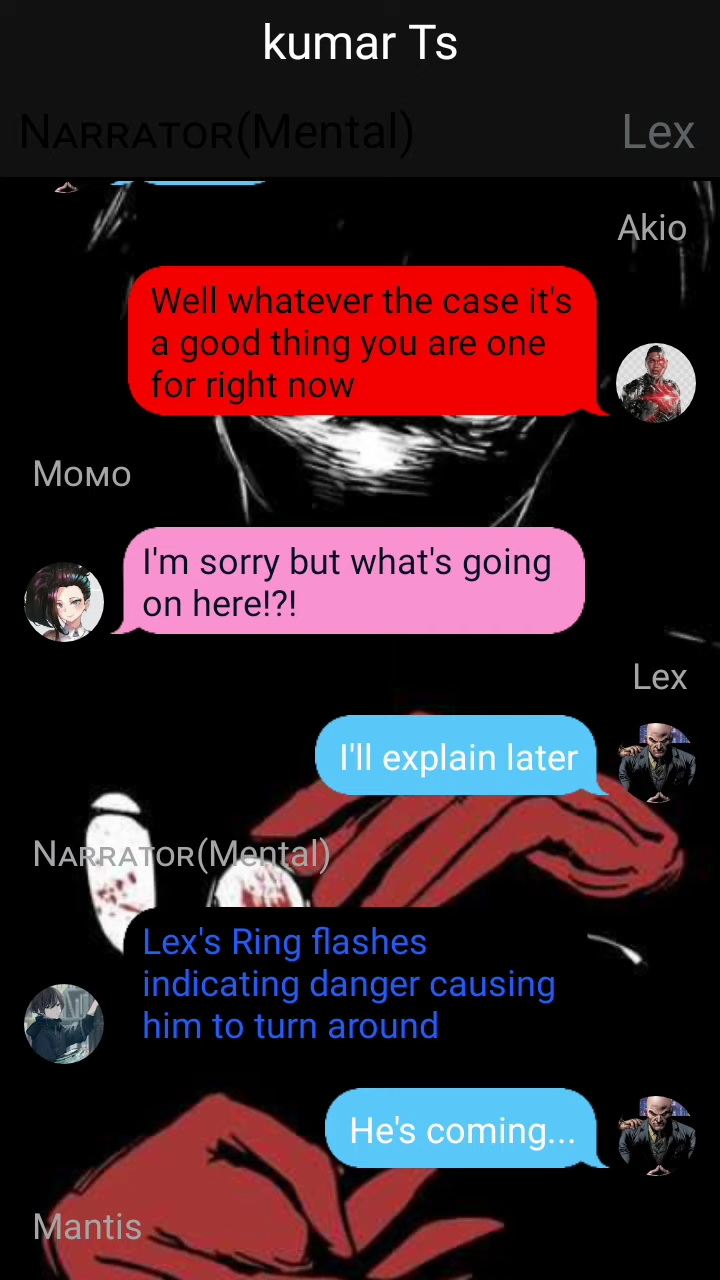 kumar Ts
Narrator(Mental)
Lex
Akio
Well whatever the case it's
a good thing you are one
for right now
Momo
I'm sorry but what's going
on here!?!
Lex
I'll explain later
Narrator(Mental)
Lex's Ring flashes
indicating danger causing
him to turn around
He's coming...
Mantis